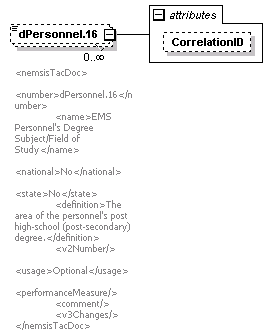 attributes
dPersonnel.16
CorrelationID
0..∞
<nemsisTacDoc>
<number>dPersonnel.16</n
umber>
<name>EMS
Personnel's Degree
Subject/Field of
Study</name>
<national>No</national>
<state>No</state>
<definition>The
area of the personnel's post
high-school (post-secondary)
degree.</definition>
<v2Number/>
<usage>Optional</usage>
<performanceMeasure/>
<comment/>
<v3Changes/>
</nemsisTacDoc>